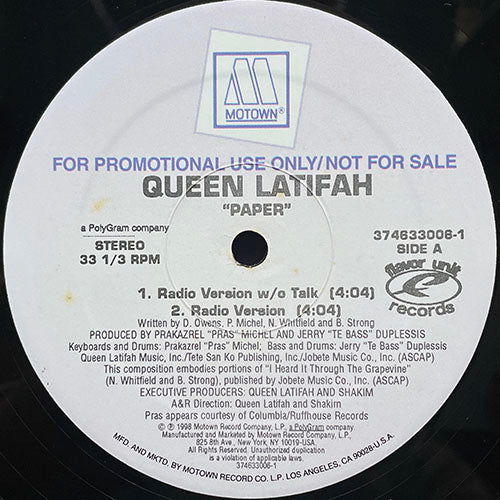 MOTOWN®
FOR PROMOTIONAL USE ONLY/NOT FOR SALE
QUEEN LATIFAH
"PAPER"
a PolyGram company
STEREO
33 1/3 RPM
374633006-1
SIDE A
flavor unit
records
1. Radio Version w/o Talk (4:04)
2. Radio Version (4:04)
Written by D. Owens, P. Michel, N. Whitfield and B. Strong
PRODUCED BY PRAKAZREL "PRAS" MICHEL AND JERRY "TE BASS" DUPLESSIS
Keyboards and Drums: Prakazrel "Pras" Michel; Bass and Drums: Jerry "Te Bass" Duplessis
Queen Latifah Music, Inc./Tete San Ko Publishing, Inc./Jobete Music Co., Inc. (ASCAP)
This composition embodies portions of "I Heard It Through The Grapevine"
(N. Whitfield and B. Strong), published by Jobete Music Co., Inc. (ASCAP)
EXECUTIVE PRODUCERS: QUEEN LATIFAH AND SHAKIM
A&R Direction: Queen Latifah and Shakim
Pras appears courtesy of Columbia/Ruffhouse Records
© ℗ 1998 Motown Record Company, L.P., a PolyGram company.
Manufactured and Marketed by Motown Record Company, L.P.
825 8th Ave., New York, NY 10019-USA.
All Rights Reserved. Unauthorized duplication
is a violation of applicable laws.
374633006-1
MFD. AND MKTD. BY MOTOWN RECORD CO. L.P. LOS ANGELES, CA 90028-U.S.A.